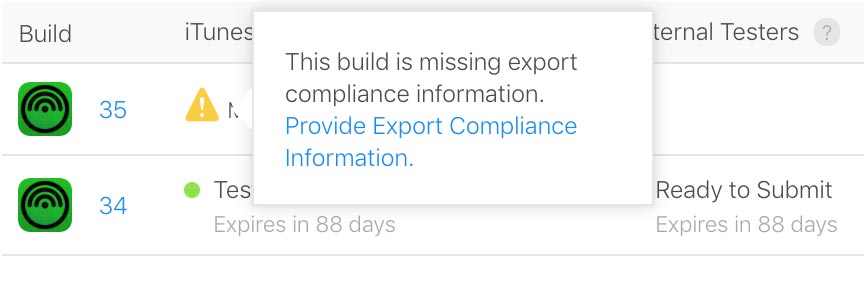 Build iTunes ternal Testers ?
This build is missing export
compliance information.
Provide Export Compliance
Information.
35
34 Tes Ready to Submit
Expires in 88 days Expires in 88 days